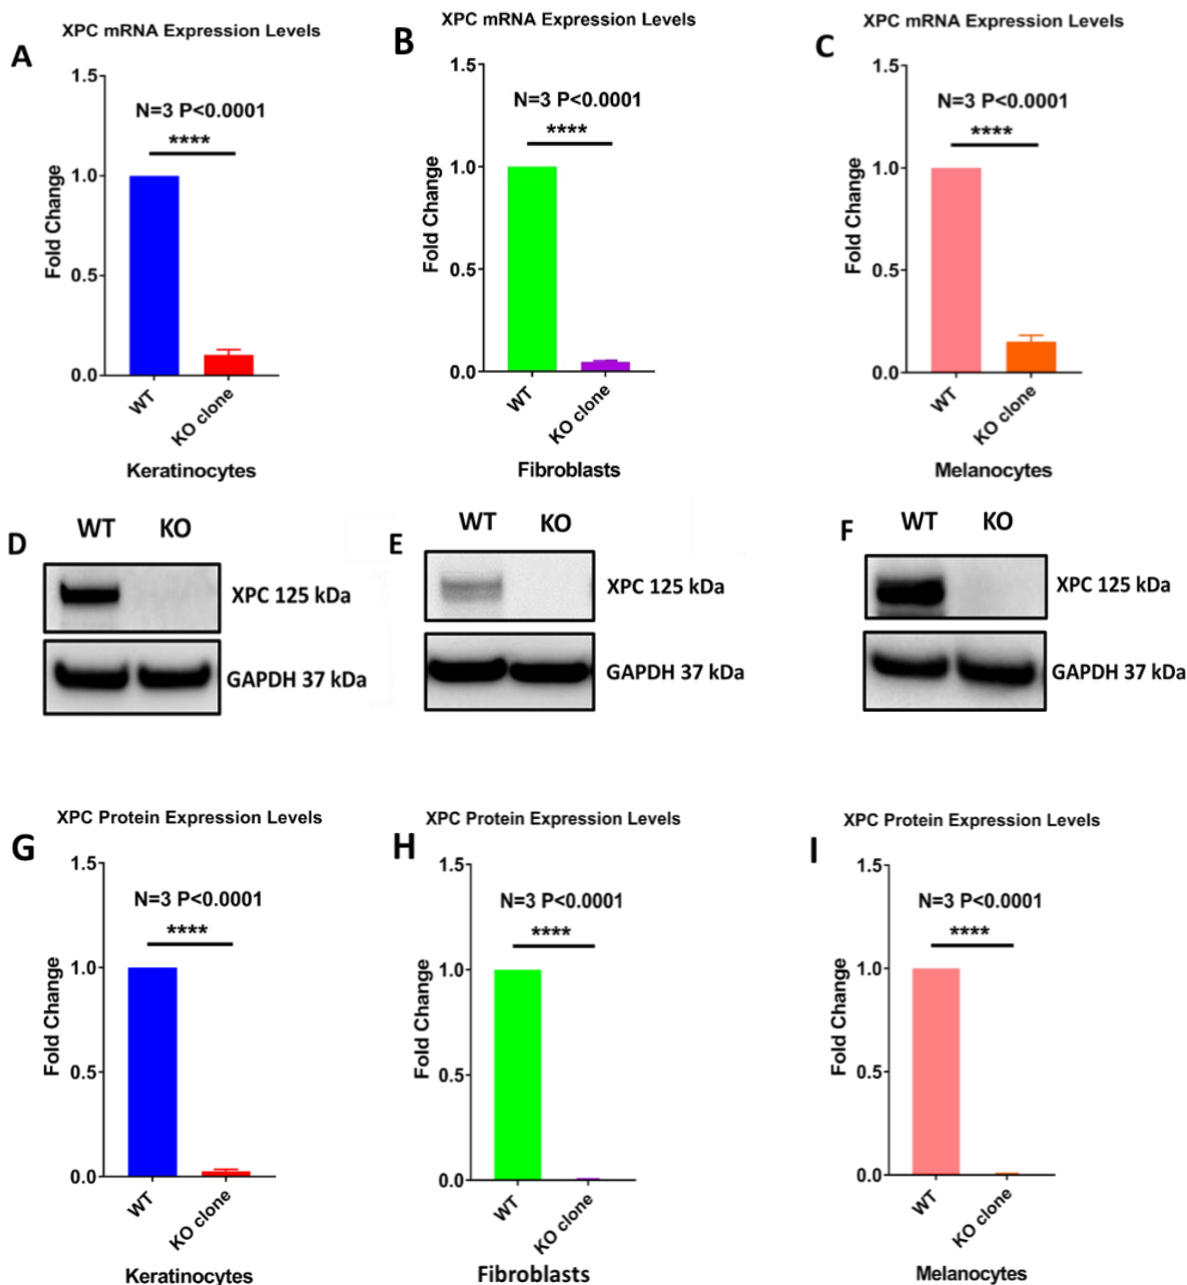 XPC mRNA Expression Levels
A
1.5
N=3 P<0.0001
****
1.0
Fold Change
0.5
0.0
WT
KO clone
Keratinocytes
XPC mRNA Expression Levels
B
1.5
N=3 P<0.0001
****
1.0
Fold Change
0.5
0.0
WT
KO clone
Fibroblasts
XPC mRNA Expression Levels
C
1.5
N=3 P<0.0001
****
1.0
Fold Change
0.5
0.0
WT
KO clone
Melanocytes
D
WT KO
XPC 125 kDa
GAPDH 37 kDa
E
WT KO
XPC 125 kDa
GAPDH 37 kDa
F
WT KO
XPC 125 kDa
GAPDH 37 kDa
XPC Protein Expression Levels
G
1.5
N=3 P<0.0001
****
1.0
Fold Change
0.5
0.0
WT
KO clone
Keratinocytes
XPC Protein Expression Levels
H
1.5
N=3 P<0.0001
****
1.0
Fold Change
0.5
0.0
WT
KO clone
Fibroblasts
XPC Protein Expression Levels
I
1.5
N=3 P<0.0001
****
1.0
Fold Change
0.5
0.0
WT
KO clone
Melanocytes